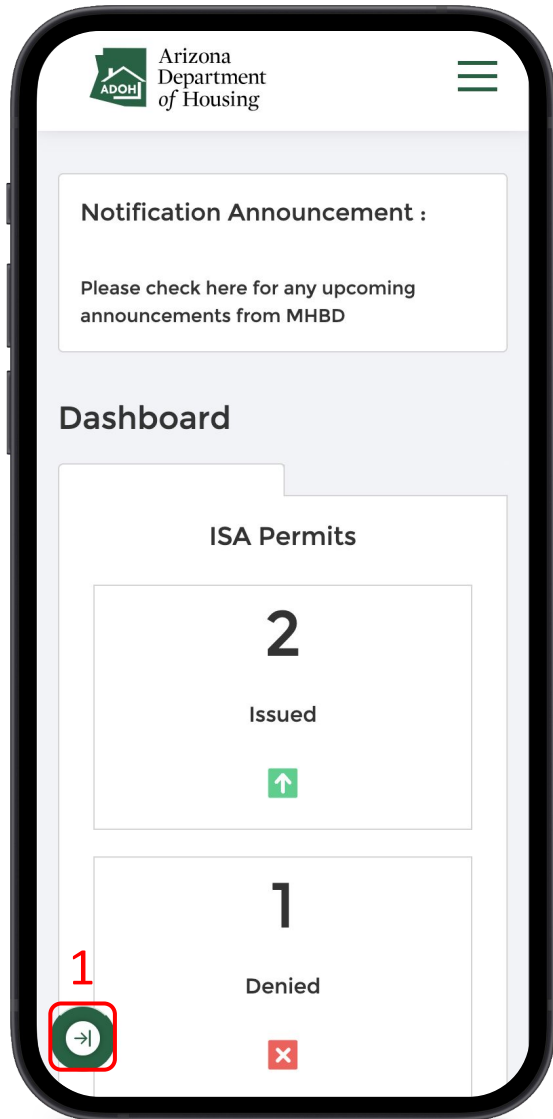 Arizona
Department
of Housing
ADOH
Notification Announcement :
Please check here for any upcoming
announcements from MHBD
Dashboard
ISA Permits
2
Issued
1
Denied
1